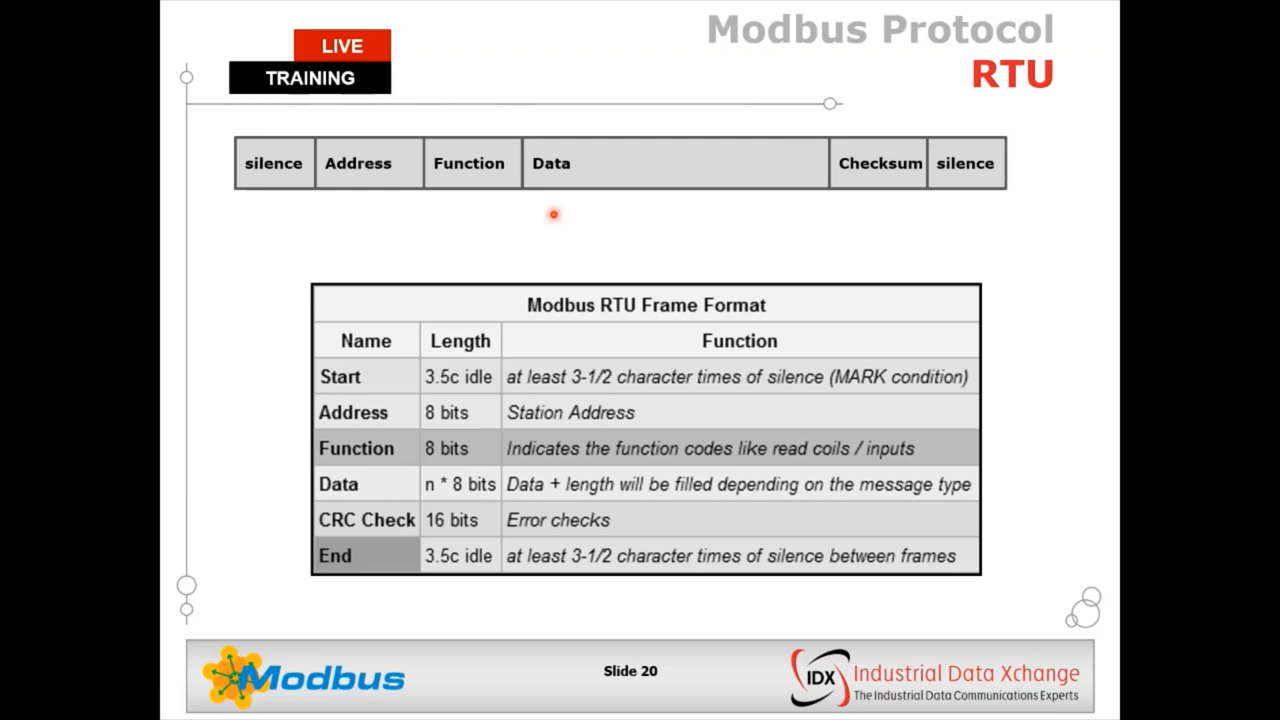 Modbus Protocol
RTU
LIVE
TRAINING
silence Address Function Data Checksum silence
Modbus RTU Frame Format
Name Length Function
Start 3.5c idle at least 3-1/2 character times of silence (MARK condition)
Address 8 bits Station Address
Function 8 bits Indicates the function codes like read coils / inputs
Data n * 8 bits Data + length will be filled depending on the message type
CRC Check 16 bits Error checks
End 3.5c idle at least 3-1/2 character times of silence between frames
Modbus
Slide 20
IDX Industrial Data Xchange
The Industrial Data Communications Experts